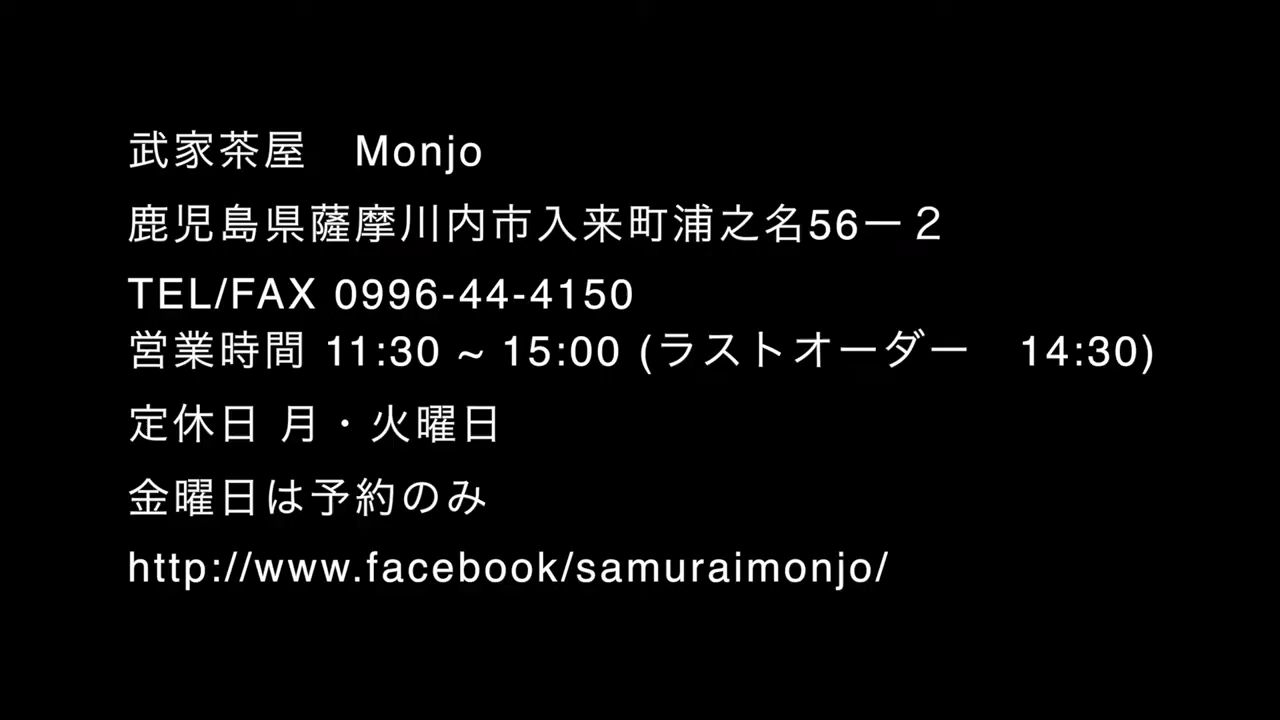 武家茶屋　Monjo
鹿児島県薩摩川内市入来町浦之名56ー２
TEL/FAX 0996-44-4150
営業時間 11:30 ~ 15:00 (ラストオーダー　14:30)
定休日 月・火曜日
金曜日は予約のみ
http://www.facebook/samuraimonjo/